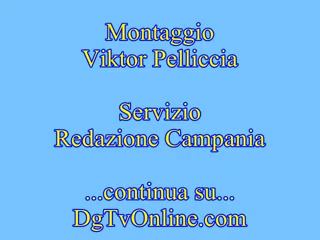 Montaggio
Viktor Pelliccia
Servizio
Redazione Campania
...continua su...
DgTvOnline.com